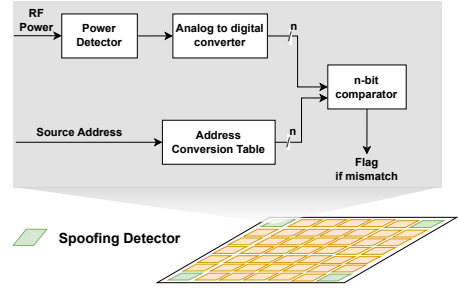 RF
Power
Power
Detector
Analog to digital
converter
n
n-bit
comparator
Source Address
Address
Conversion Table
n
Flag
if mismatch
Spoofing Detector